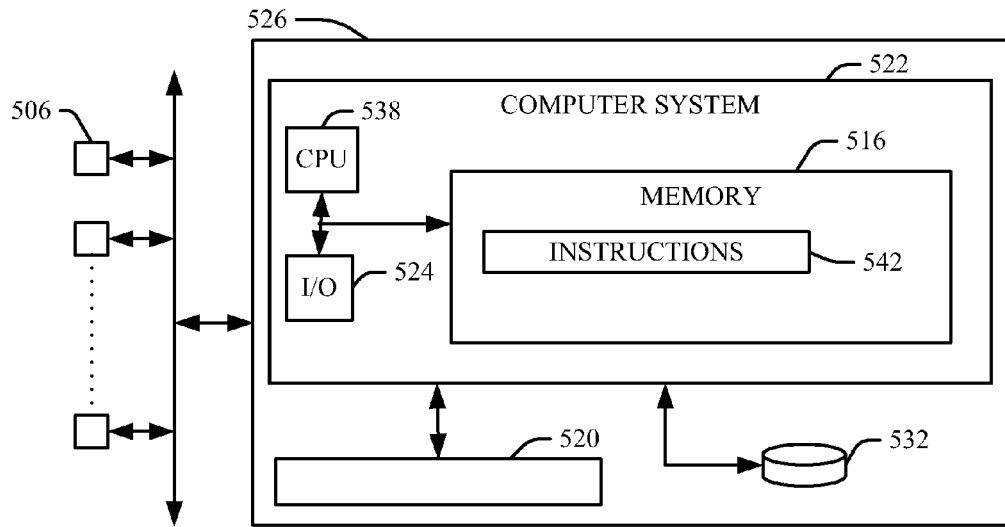 526
522
506
COMPUTER SYSTEM
538
CPU
516
MEMORY
INSTRUCTIONS
542
I/O
524
520
532